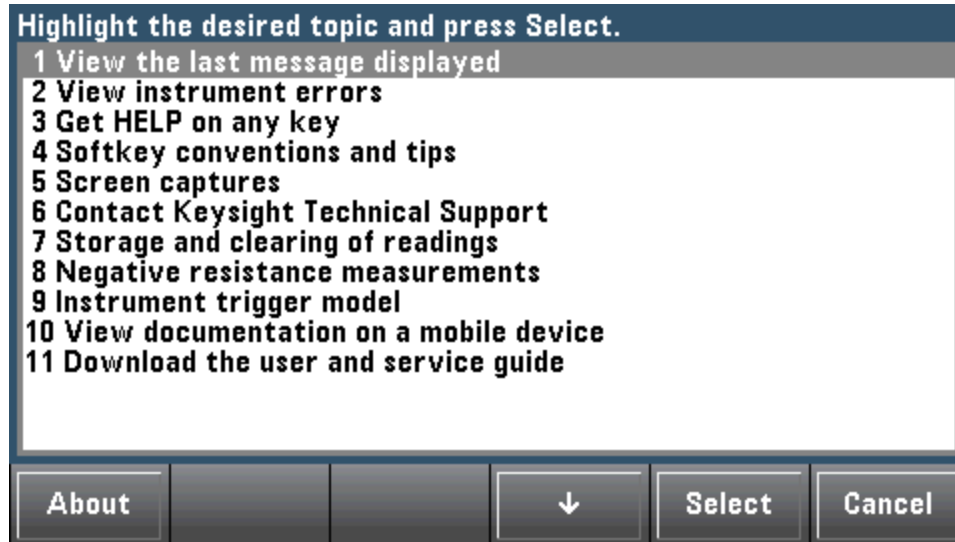 Highlight the desired topic and press Select.
1 View the last message displayed
2 View instrument errors
3 Get HELP on any key
4 Softkey conventions and tips
5 Screen captures
6 Contact Keysight Technical Support
7 Storage and clearing of readings
8 Negative resistance measurements
9 Instrument trigger model
10 View documentation on a mobile device
11 Download the user and service guide
About ↓ Select Cancel